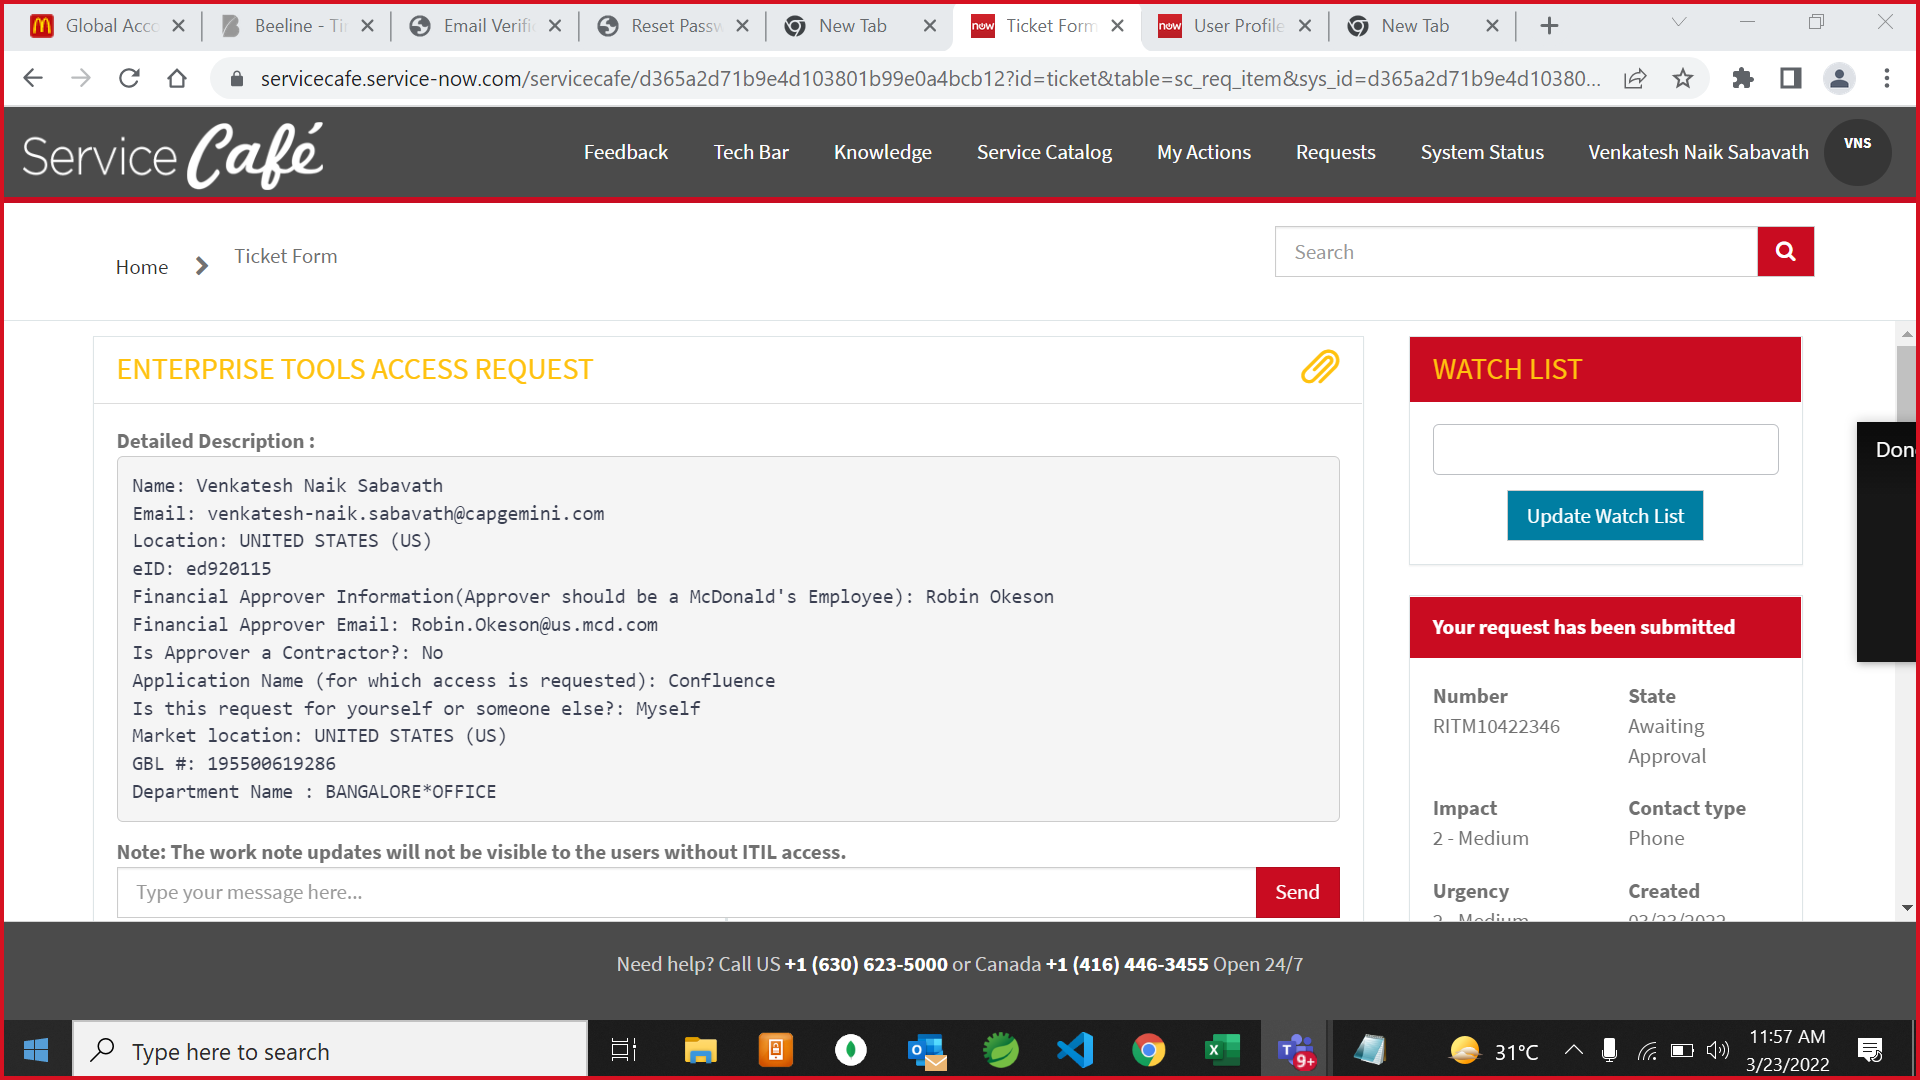 Global Acco
Beeline - Ti
Email Verifi
Reset Passw
New Tab
now
Ticket Form
now
User Profile
New Tab
servicecafe.service-now.com/servicecafe/d365a2d71b9e4d103801b99e0a4bcb12?id=ticket&table=sc_req_item&sys_id=d365a2d71b9e4d10380...
Service Café
Feedback
Tech Bar
Knowledge
Service Catalog
My Actions
Requests
System Status
Venkatesh Naik Sabavath
VNS
Home
Ticket Form
Search
ENTERPRISE TOOLS ACCESS REQUEST
Detailed Description :
Name: Venkatesh Naik Sabavath
Email: venkatesh-naik.sabavath@capgemini.com
Location: UNITED STATES (US)
eID: ed920115
Financial Approver Information(Approver should be a McDonald's Employee): Robin Okeson
Financial Approver Email: Robin.Okeson@us.mcd.com
Is Approver a Contractor?: No
Application Name (for which access is requested): Confluence
Is this request for yourself or someone else?: Myself
Market location: UNITED STATES (US)
GBL #: 195500619286
Department Name : BANGALORE*OFFICE
Note: The work note updates will not be visible to the users without ITIL access.
Type your message here...
Send
WATCH LIST
Update Watch List
Don
Your request has been submitted
Number
State
RITM10422346
Awaiting
Approval
Impact
Contact type
2 - Medium
Phone
Urgency
Created
2 - Medium
03/23/2022
Need help? Call US +1 (630) 623-5000 or Canada +1 (416) 446-3455 Open 24/7
Type here to search
9+
31°C
11:57 AM
3/23/2022